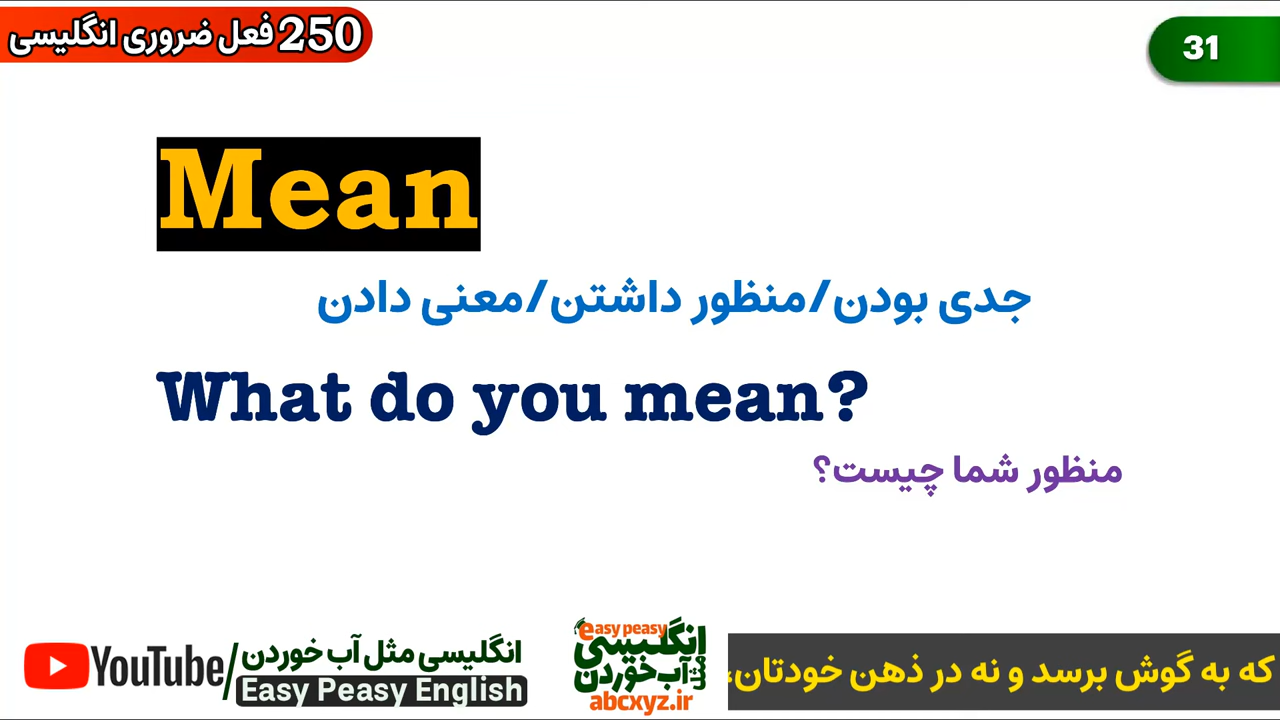 250 فعل ضروری انگلیسی
31
Mean
جدی بودن/منظور داشتن/معنی دادن
What do you mean?
منظور شما چیست؟
YouTube/انگلیسی مثل آب خوردن
Easy Peasy English
easy peasy
انگلیسی
مثل آب خوردن
abcxyz.ir
که به گوش برسد و نه در ذهن خودتان،